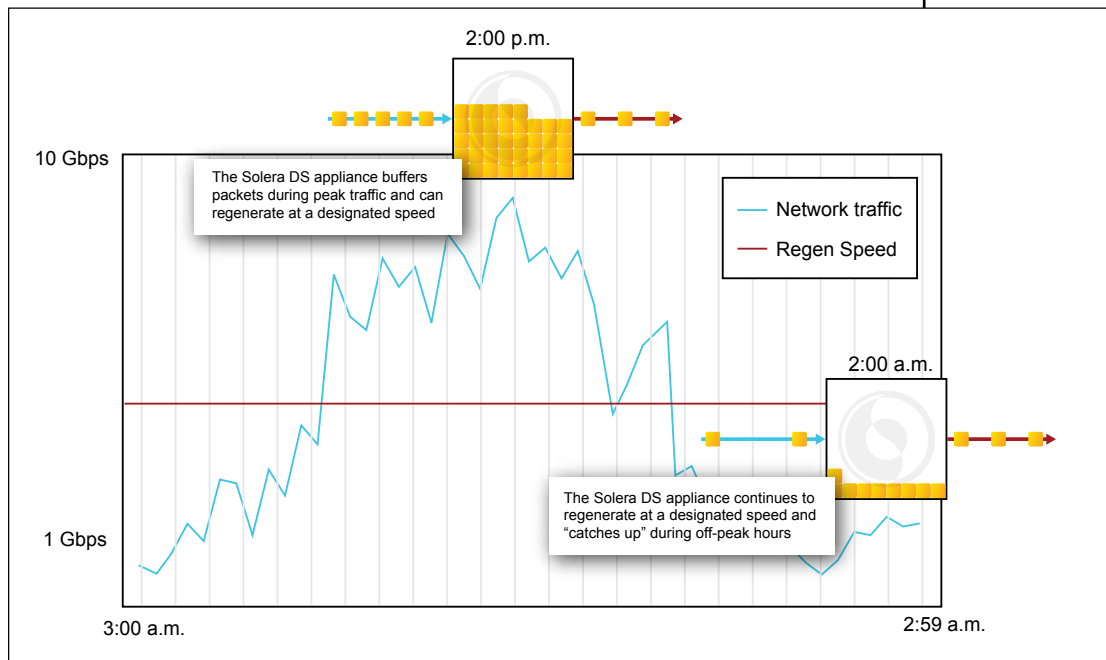 2:00 p.m.
10 Gbps
The Solera DS appliance buffers
packets during peak traffic and can
regenerate at a designated speed
Network traffic
Regen Speed
2:00 a.m.
The Solera DS appliance continues to
regenerate at a designated speed and
“catches up” during off-peak hours
1 Gbps
3:00 a.m.
2:59 a.m.